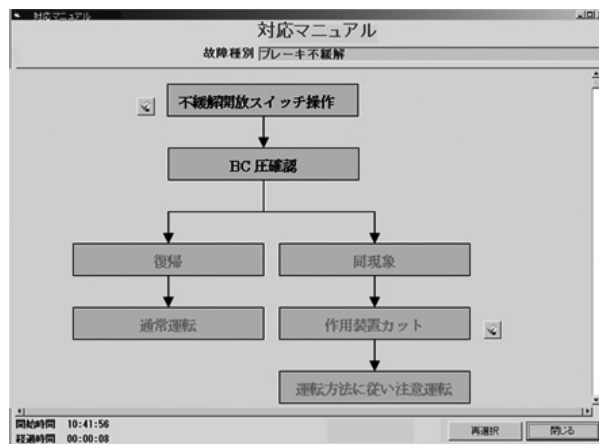 対応マニュアル
対応マニュアル
故障種別 ブレーキ不緩解
不緩解開放スイッチ操作
BC圧確認
復帰 同現象
通常運転 作用装置カット
運転方法に従い注意運転
開始時間 10:41:56
経過時間 00:00:08
再選択 閉じる